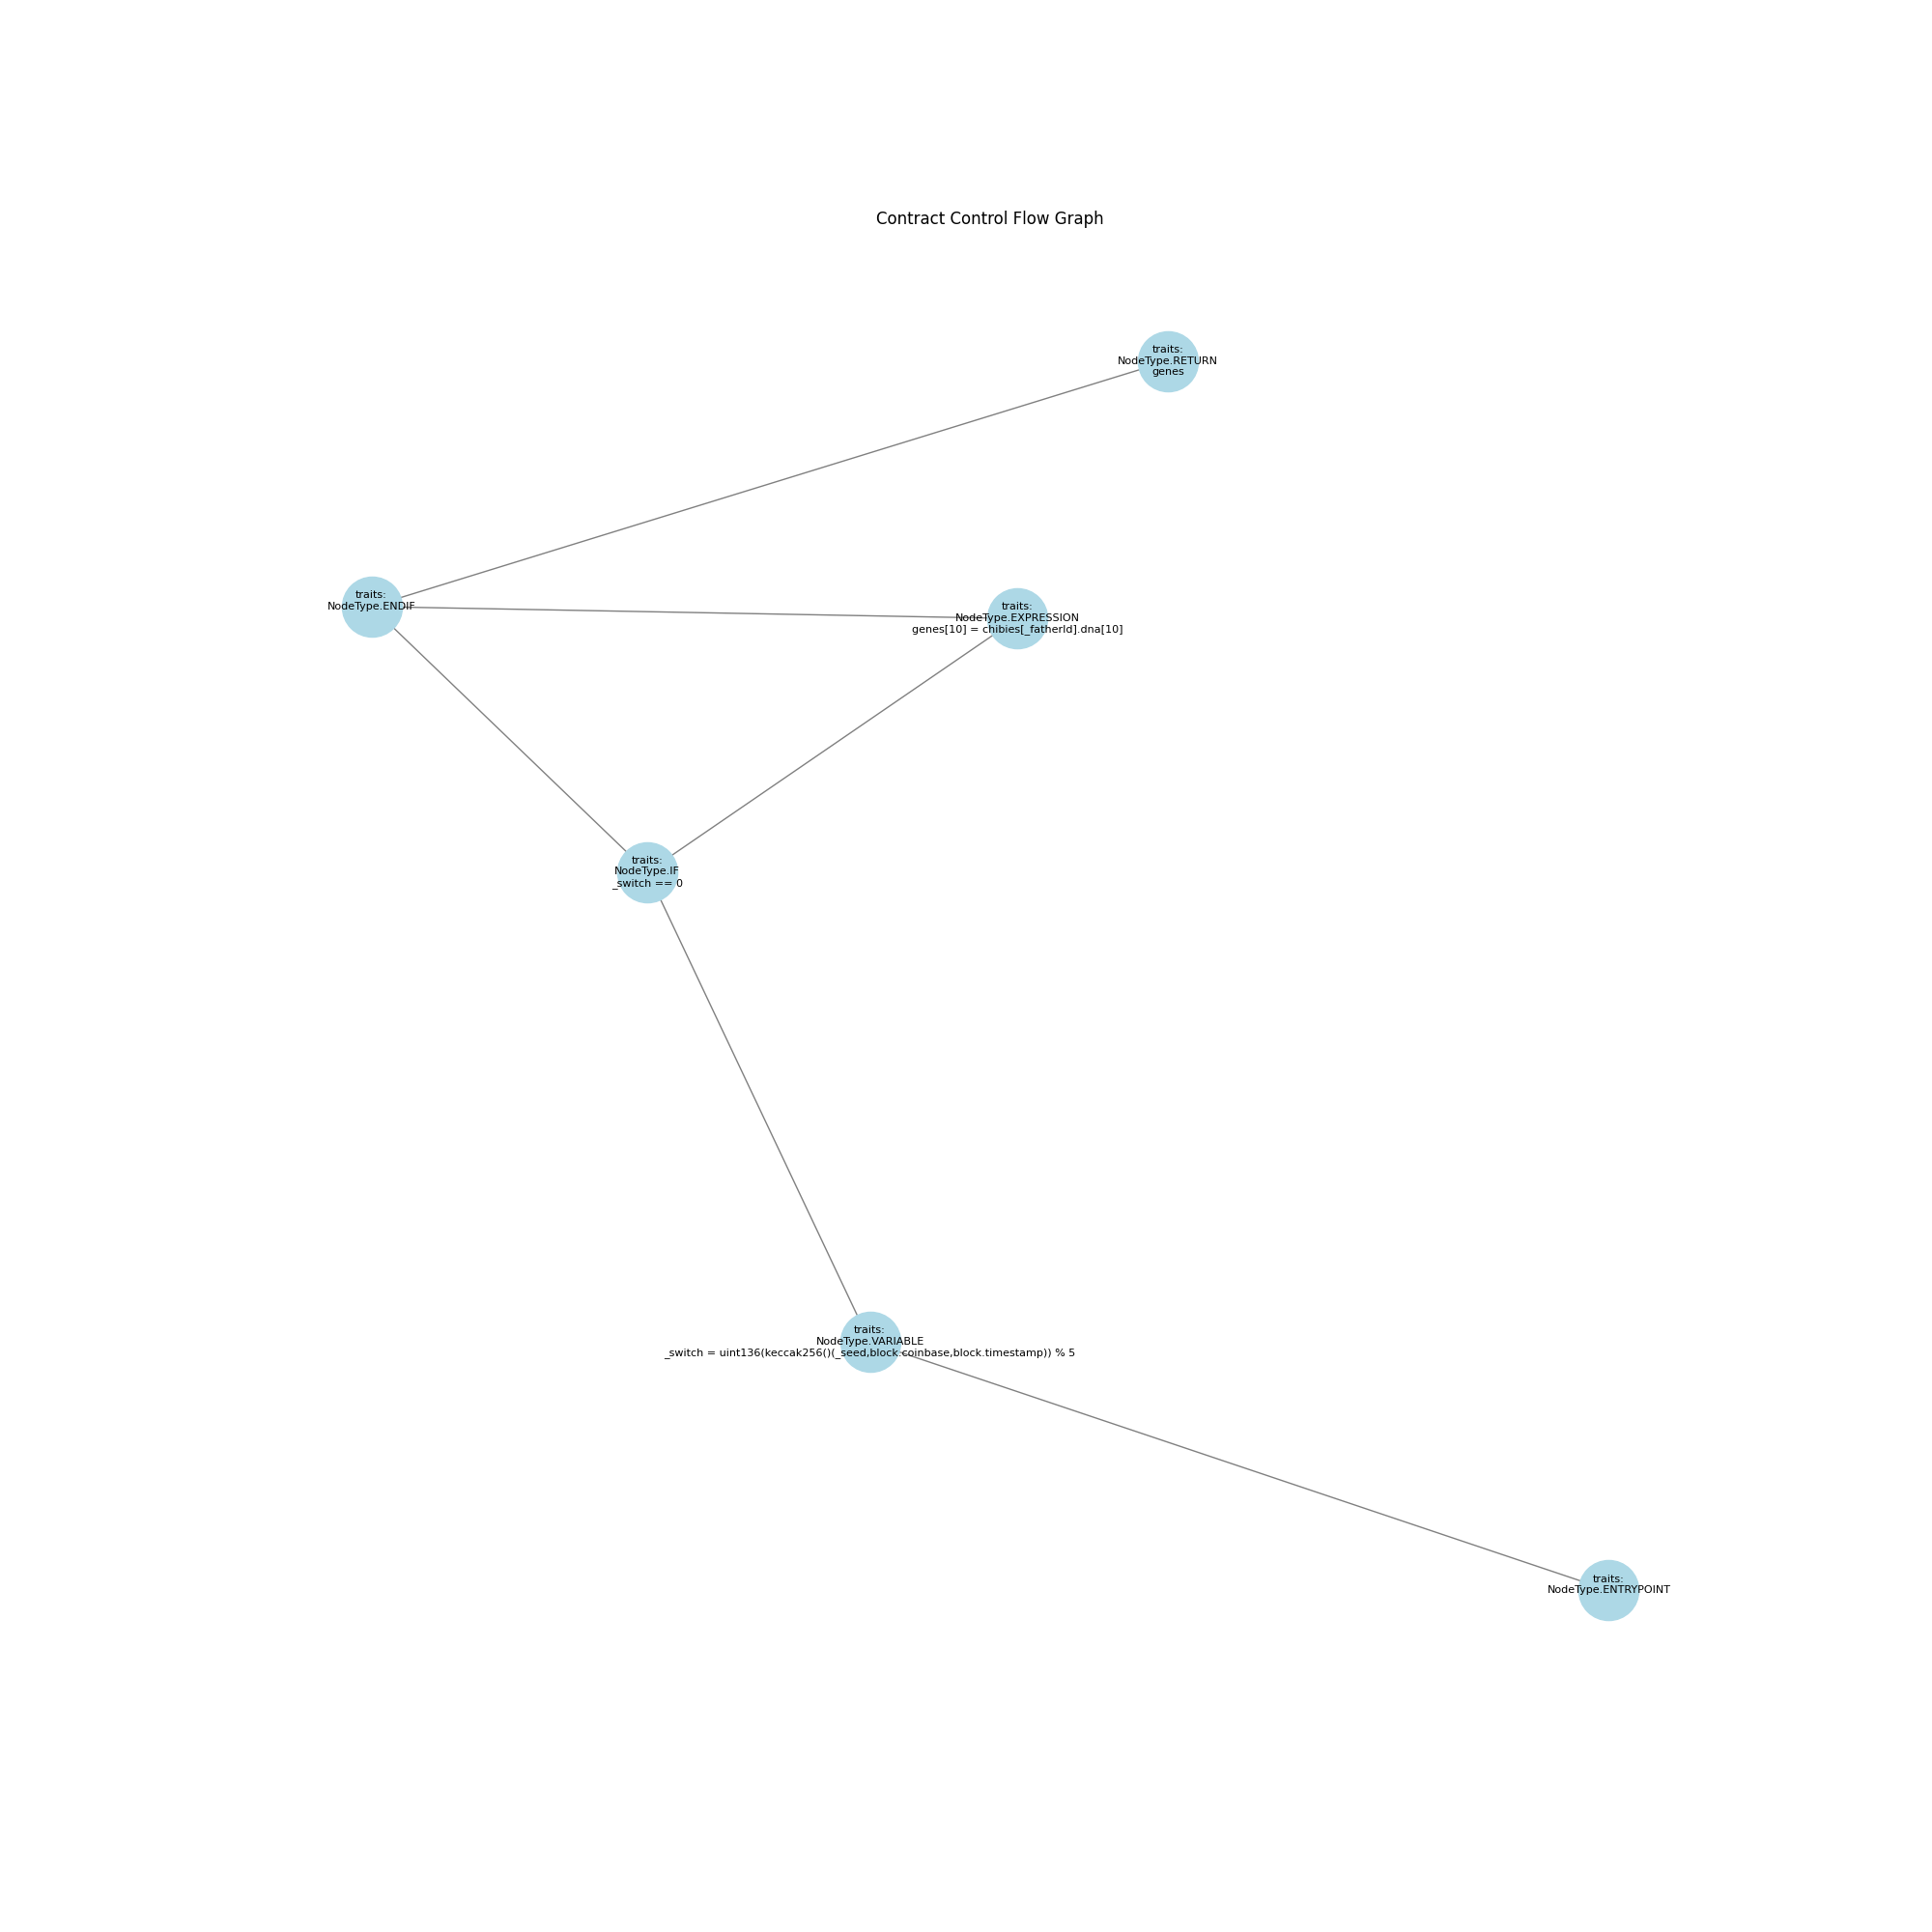 Contract Control Flow Graph
traits:
NodeType.RETURN
genes
traits:
NodeType.ENDIF
traits:
NodeType.EXPRESSION
genes[10] = chibies[_fatherId].dna[10]
traits:
NodeType.IF
_switch == 0
traits:
NodeType.VARIABLE
_switch = uint136(keccak256()(_seed,block.coinbase,block.timestamp)) % 5
traits:
NodeType.ENTRYPOINT